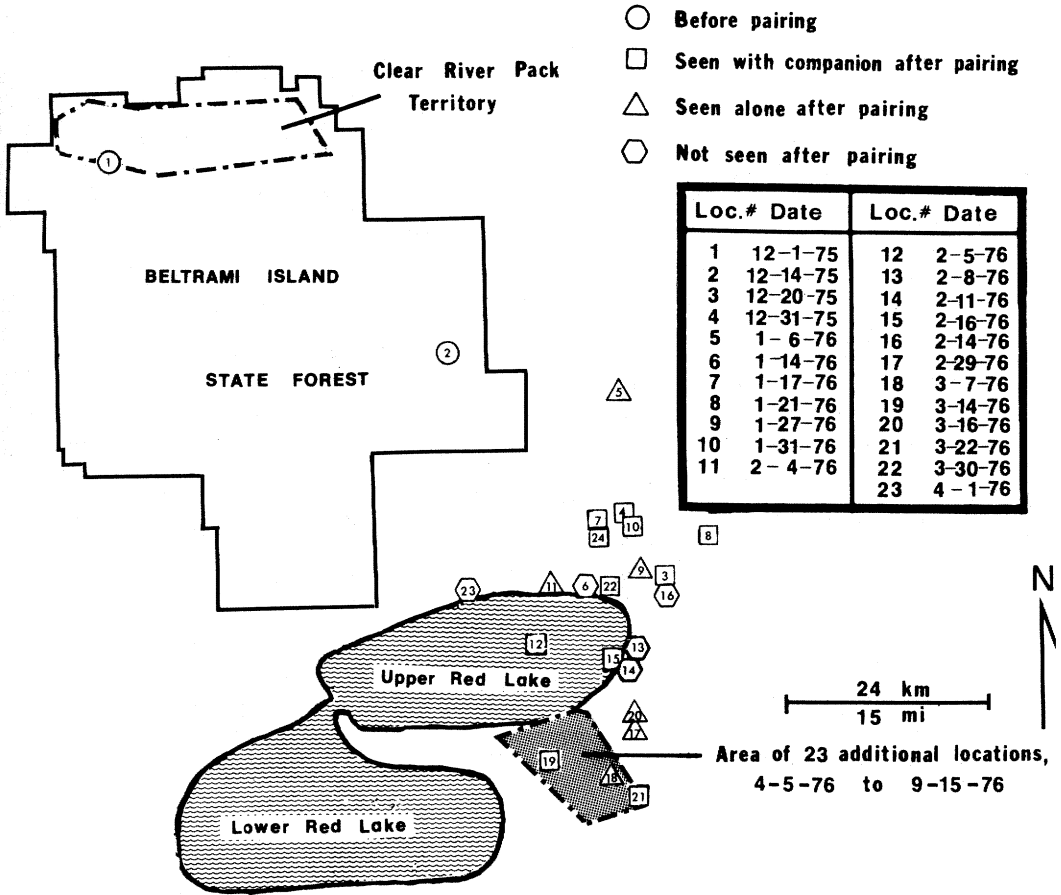 Before pairing
Seen with companion after pairing
Seen alone after pairing
Not seen after pairing
Clear River Pack
Territory
1
BELTRAMI ISLAND
2
STATE FOREST
Loc.# Date Loc.# Date
1 12-1-75 12 2-5-76
2 12-14-75 13 2-8-76
3 12-20-75 14 2-11-76
4 12-31-75 15 2-16-76
5 1-6-76 16 2-14-76
6 1-14-76 17 2-29-76
7 1-17-76 18 3-7-76
8 1-21-76 19 3-14-76
9 1-27-76 20 3-16-76
10 1-31-76 21 3-22-76
11 2-4-76 22 3-30-76
23 4-1-76
5
4
7
10
24
8
9
3
23
11
6
22
16
12
13
15
14
N
Upper Red Lake
24 km
15 mi
20
17
19
18
21
Area of 23 additional locations,
4-5-76 to 9-15-76
Lower Red Lake